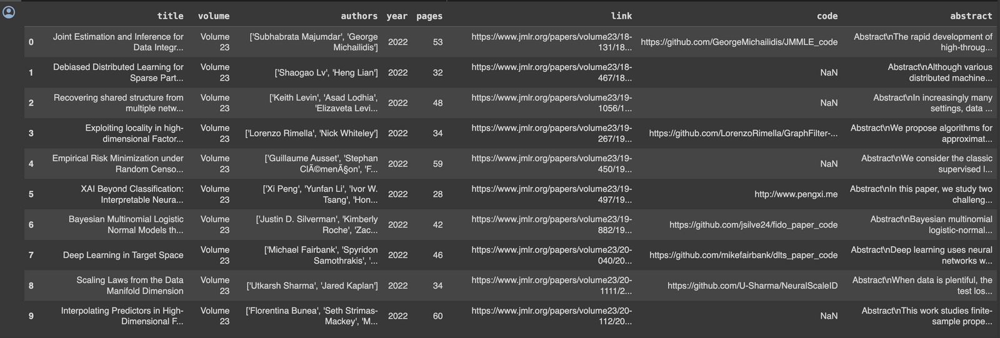 title volume authors year pages link code abstract
0 Joint Estimation and Inference for Data Integr... Volume 23 ['Subhabrata Majumdar', 'George Michailidis'] 2022 53 https://www.jmlr.org/papers/volume23/18-131/18... https://github.com/GeorgeMichailidis/JMMLE_code Abstract\nThe rapid development of high-throug...
1 Debiased Distributed Learning for Sparse Part... Volume 23 ['Shaogao Lv', 'Heng Lian'] 2022 32 https://www.jmlr.org/papers/volume23/18-467/18... NaN Abstract\nAlthough various distributed machine...
2 Recovering shared structure from multiple netw... Volume 23 ['Keith Levin', 'Asad Lodhia', 'Elizaveta Levi... 2022 48 https://www.jmlr.org/papers/volume23/19-1056/1... NaN Abstract\nIn increasingly many settings, data ...
3 Exploiting locality in high-dimensional Factor... Volume 23 ['Lorenzo Rimella', 'Nick Whiteley'] 2022 34 https://www.jmlr.org/papers/volume23/19-267/19... https://github.com/LorenzoRimella/GraphFilter-... Abstract\nWe propose algorithms for approximat...
4 Empirical Risk Minimization under Random Censo... Volume 23 ['Guillaume Ausset', 'Stephan ClÃ©menÃ§on', 'F... 2022 59 https://www.jmlr.org/papers/volume23/19-450/19... NaN Abstract\nWe consider the classic supervised l...
5 XAI Beyond Classification: Interpretable Neura... Volume 23 ['Xi Peng', 'Yunfan Li', 'Ivor W. Tsang', 'Hon... 2022 28 https://www.jmlr.org/papers/volume23/19-497/19... http://www.pengxi.me Abstract\nIn this paper, we study two challeng...
6 Bayesian Multinomial Logistic Normal Models th... Volume 23 ['Justin D. Silverman', 'Kimberly Roche', 'Zac... 2022 42 https://www.jmlr.org/papers/volume23/19-882/19... https://github.com/jsilve24/fido_paper_code Abstract\nBayesian multinomial logistic-normal...
7 Deep Learning in Target Space Volume 23 ['Michael Fairbank', 'Spyridon Samothrakis', '... 2022 46 https://www.jmlr.org/papers/volume23/20-040/20... https://github.com/mikefairbank/dlts_paper_code Abstract\nDeep learning uses neural networks w...
8 Scaling Laws from the Data Manifold Dimension Volume 23 ['Utkarsh Sharma', 'Jared Kaplan'] 2022 34 https://www.jmlr.org/papers/volume23/20-1111/2... https://github.com/U-Sharma/NeuralScaleID Abstract\nWhen data is plentiful, the test los...
9 Interpolating Predictors in High-Dimensional F... Volume 23 ['Florentina Bunea', 'Seth Strimas-Mackey', 'M... 2022 60 https://www.jmlr.org/papers/volume23/20-112/20... NaN Abstract\nThis work studies finite-sample prope...